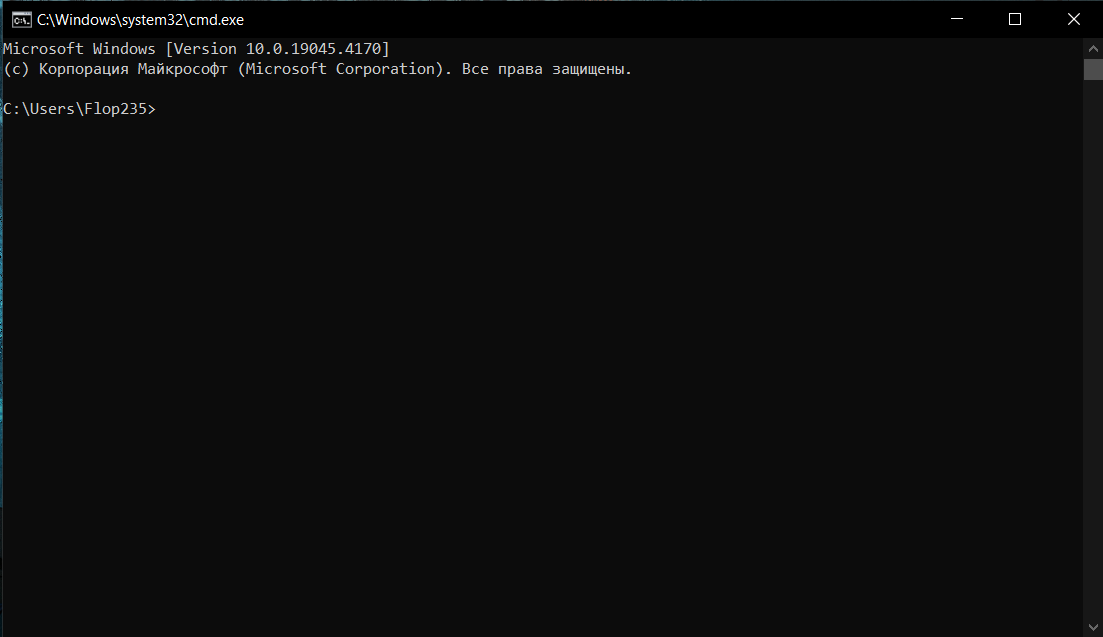 C:\Windows\system32\cmd.exe
Microsoft Windows [Version 10.0.19045.4170]
(c) Корпорация Майкрософт (Microsoft Corporation). Все права защищены.
C:\Users\Flop235>